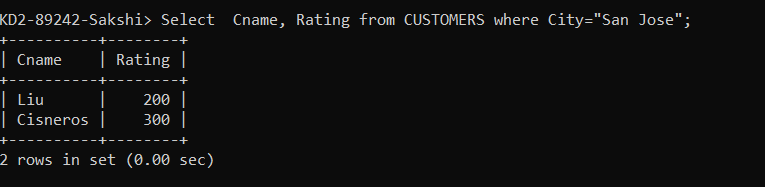 KD2-89242-Sakshi> Select  Cname, Rating from CUSTOMERS where City="San Jose";
+----------+--------+
| Cname    | Rating |
+----------+--------+
| Liu      |    200 |
| Cisneros |    300 |
+----------+--------+
2 rows in set (0.00 sec)